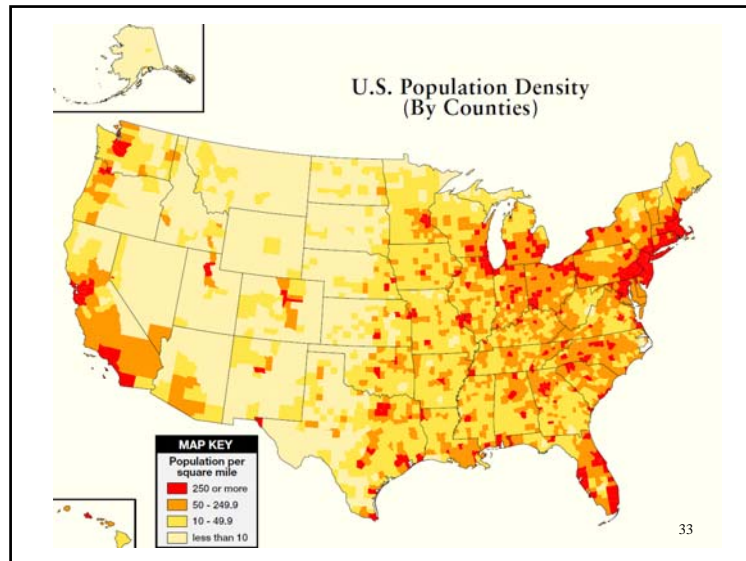 U.S. Population Density
(By Counties)
MAP KEY
Population per
square mile
250 or more
50 - 249.9
10 - 49.9
less than 10
33